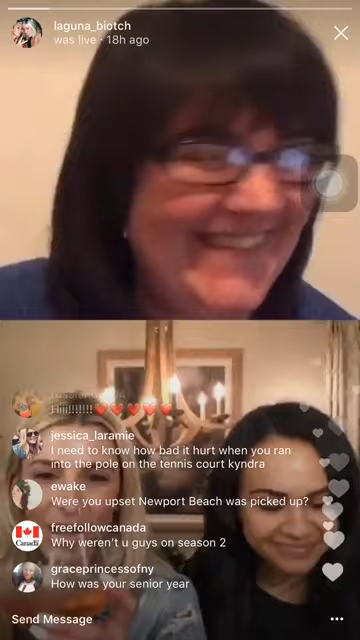 laguna_biotch
was live · 18h ago
Hiii!!!!!!!❤️❤️❤️❤️❤️
jessica_laramie
I need to know how bad it hurt when you ran
into the pole on the tennis court kyndra
ewake
Were you upset Newport Beach was picked up?
freefollowcanada
Canada
Why weren't u guys on season 2
graceprincessofny
How was your senior year
Send Message